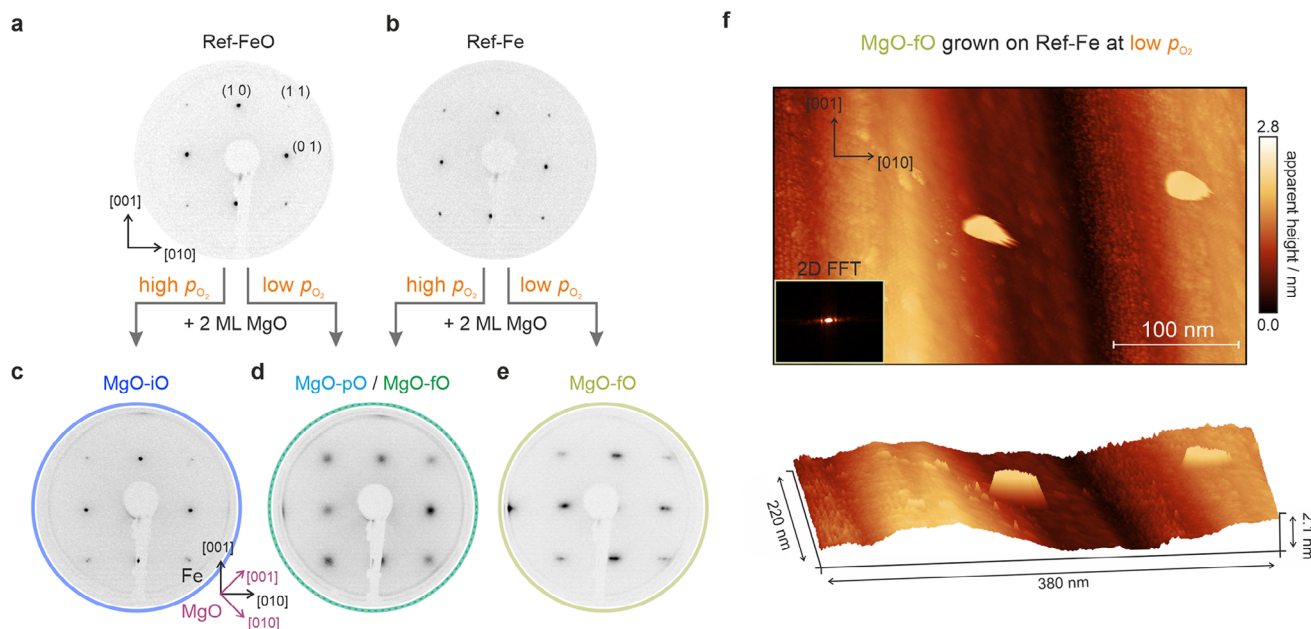 a
Ref-FeO
(1 0)
(1 1)
(0 1)
[001]
[010]
b
Ref-Fe
high pO₂
low pO₂
+ 2 ML MgO
high pO₂
low pO₂
+ 2 ML MgO
c
MgO-iO
d
MgO-pO / MgO-fO
e
MgO-fO
[001]
Fe
[001]
[010]
MgO
[010]
f
MgO-fO grown on Ref-Fe at low pO₂
[001]
[010]
2D FFT
100 nm
2.8
apparent height / nm
0.0
220 nm
380 nm
2.1 nm